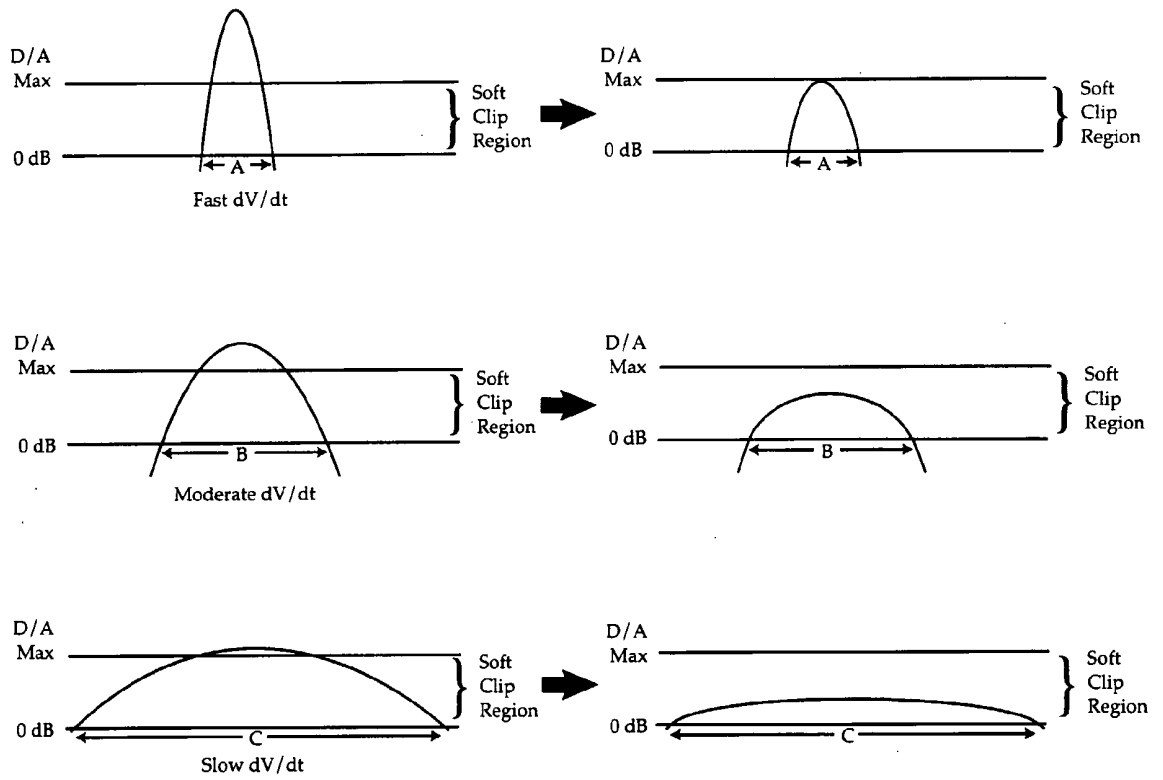 D/A
Max
Soft
Clip
Region
0 dB
A
Fast dV/dt
D/A
Max
Soft
Clip
Region
0 dB
A
D/A
Max
Soft
Clip
Region
0 dB
B
Moderate dV/dt
D/A
Max
Soft
Clip
Region
0 dB
B
D/A
Max
Soft
Clip
Region
0 dB
C
Slow dV/dt
D/A
Max
Soft
Clip
Region
0 dB
C